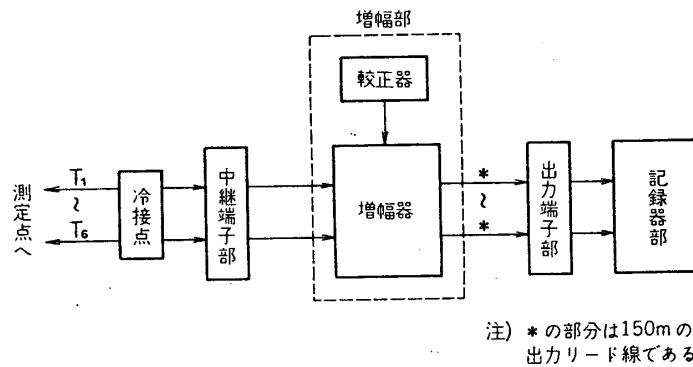 増幅部
較正器
測定点へ
T₁
~
T₆
冷接点
中継端子部
増幅器
*
~
*
出力端子部
記録器部
注) * の部分は150mの
出力リード線である